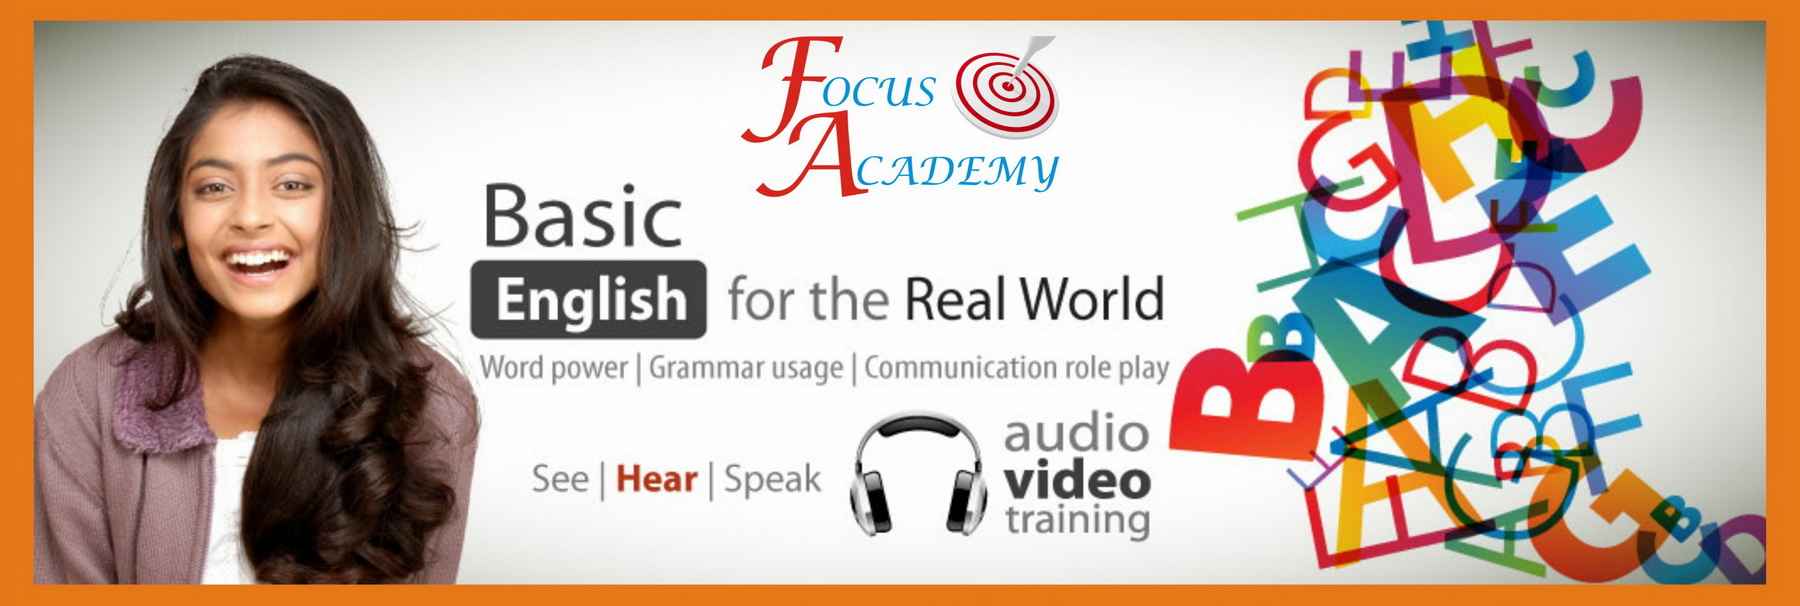 FOCUS
ACADEMY
Basic
English for the Real World
Word power | Grammar usage | Communication role play
See | Hear | Speak
audio
video
training